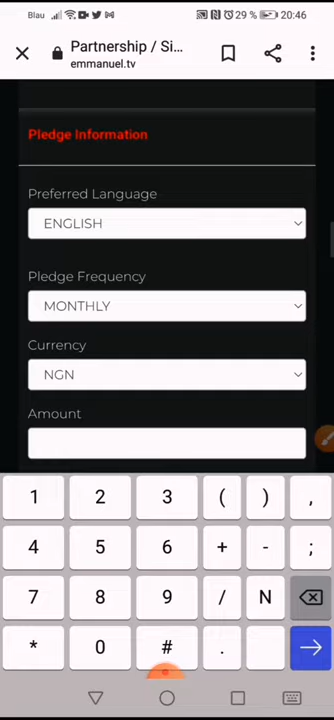 Blau 29 % 20:46
Partnership / Si...
emmanuel.tv
Pledge Information
Preferred Language
ENGLISH
Pledge Frequency
MONTHLY
Currency
NGN
Amount
1 2 3 ( ) ,
4 5 6 + - ;
7 8 9 / N
* 0 # .